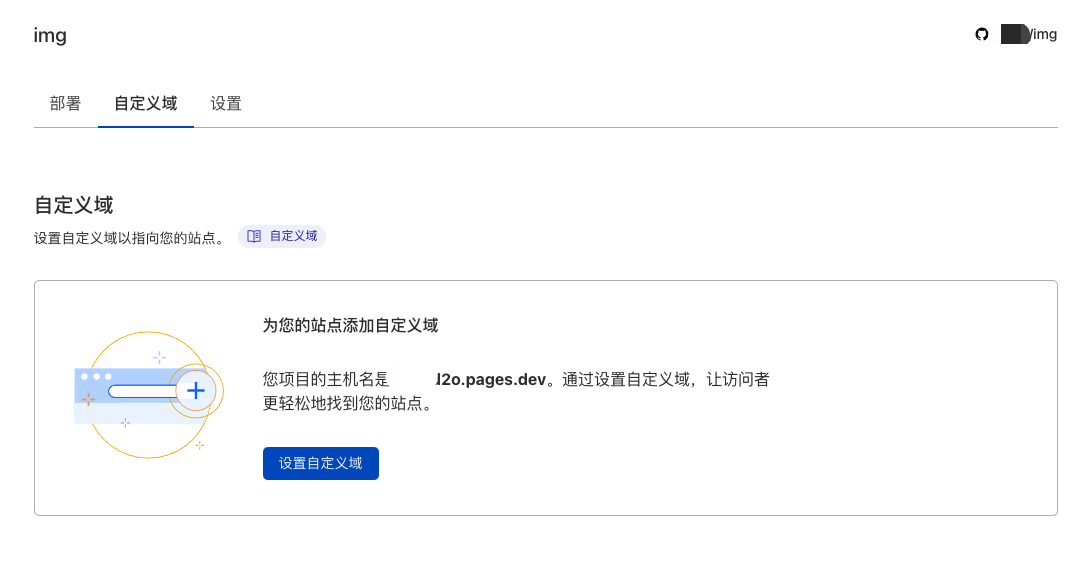 img
/img
部署
自定义域
设置
自定义域
设置自定义域以指向您的站点。
自定义域
为您的站点添加自定义域
您项目的主机名是 J2o.pages.dev。通过设置自定义域，让访问者
更轻松地找到您的站点。
设置自定义域